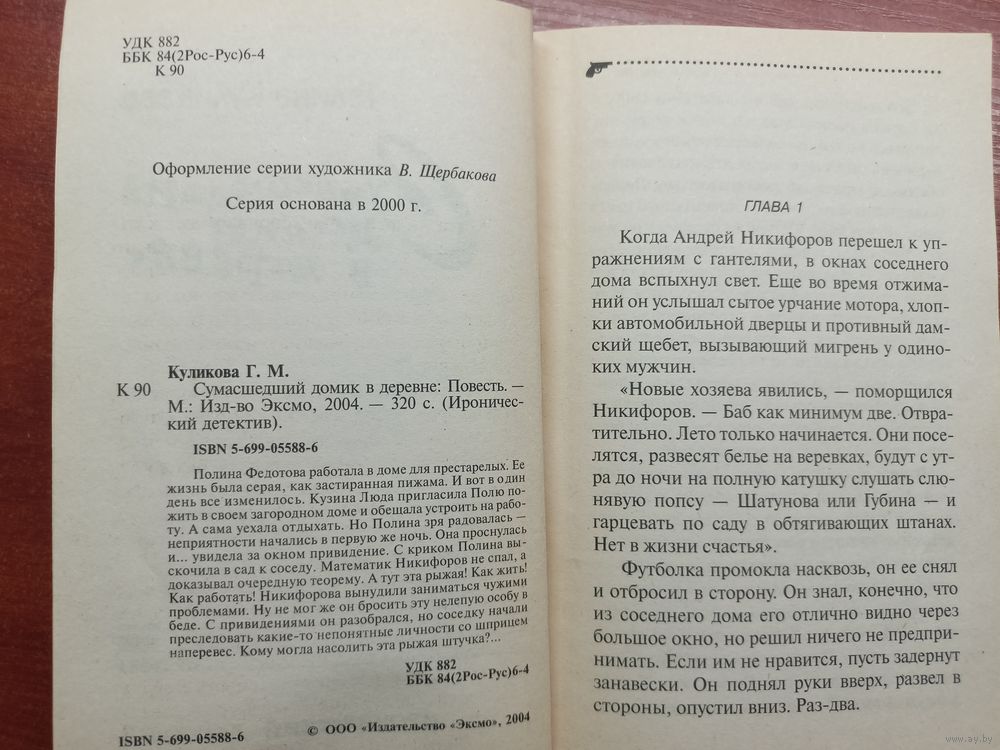 УДК 882
ББК 84(2Рос-Рус)6-4
К 90
Оформление серии художника В. Щербакова
Серия основана в 2000 г.
Куликова Г. М.
К 90 Сумасшедший домик в деревне: Повесть. —
М.: Изд-во Эксмо, 2004. — 320 с. (Ирониче-
ский детектив).
ISBN 5-699-05588-6
Полина Федотова работала в доме для престарелых. Ее
жизнь была серая, как застиранная пижама. И вот в один
день все изменилось. Кузина Люда пригласила Полю по-
жить в своем загородном доме и обещала устроить на рабо-
ту. А сама уехала отдыхать. Но Полина зря радовалась —
неприятности начались в первую же ночь. Она проснулась
и... увидела за окном привидение. С криком Полина вы-
скочила в сад к соседу. Математик Никифоров не спал, а
доказывал очередную теорему. А тут эта рыжая! Как жить!
Как работать! Никифорова вынудили заниматься чужими
проблемами. Ну не мог же он бросить эту нелепую особу в
беде. С привидениями он разобрался, но соседку начали
преследовать какие-то непонятные личности со шприцем
наперевес. Кому могла насолить эта рыжая штучка?...
УДК 882
ББК 84(2Рос-Рус)6-4
© ООО «Издательство «Эксмо», 2004
ISBN 5-699-05588-6
ГЛАВА 1
Когда Андрей Никифоров перешел к уп-
ражнениям с гантелями, в окнах соседнего
дома вспыхнул свет. Еще во время отжима-
ний он услышал сытое урчание мотора, хлоп-
ки автомобильной дверцы и противный дам-
ский щебет, вызывающий мигрень у одино-
ких мужчин.
«Новые хозяева явились, — поморщился
Никифоров. — Баб как минимум две. Отвра-
тительно. Лето только начинается. Они посе-
лятся, развесят белье на веревках, будут с ут-
ра до ночи на полную катушку слушать слю-
нявую попсу — Шатунова или Губина — и
гарцевать по саду в обтягивающих штанах.
Нет в жизни счастья».
Футболка промокла насквозь, он ее снял
и отбросил в сторону. Он знал, конечно, что
из соседнего дома его отлично видно через
большое окно, но решил ничего не предпри-
нимать. Если им не нравится, пусть задернут
занавески. Он поднял руки вверх, развел в
стороны, опустил вниз. Раз-два.
www.ay.by